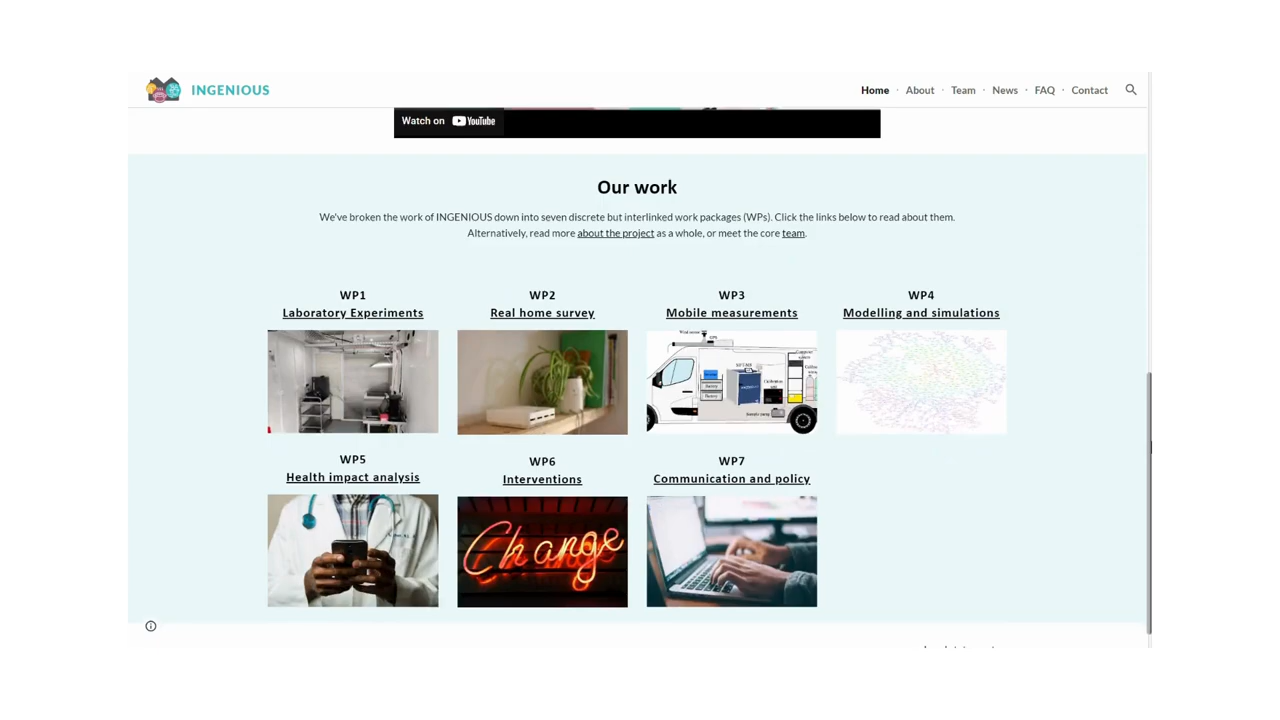 INGENIOUS
Home · About · Team · News · FAQ · Contact
Watch on YouTube
Our work
We've broken the work of INGENIOUS down into seven discrete but interlinked work packages (WPs). Click the links below to read about them.
Alternatively, read more about the project as a whole, or meet the core team.
WP1
Laboratory Experiments
WP2
Real home survey
WP3
Mobile measurements
WP4
Modelling and simulations
WP5
Health impact analysis
WP6
Interventions
Change
WP7
Communication and policy